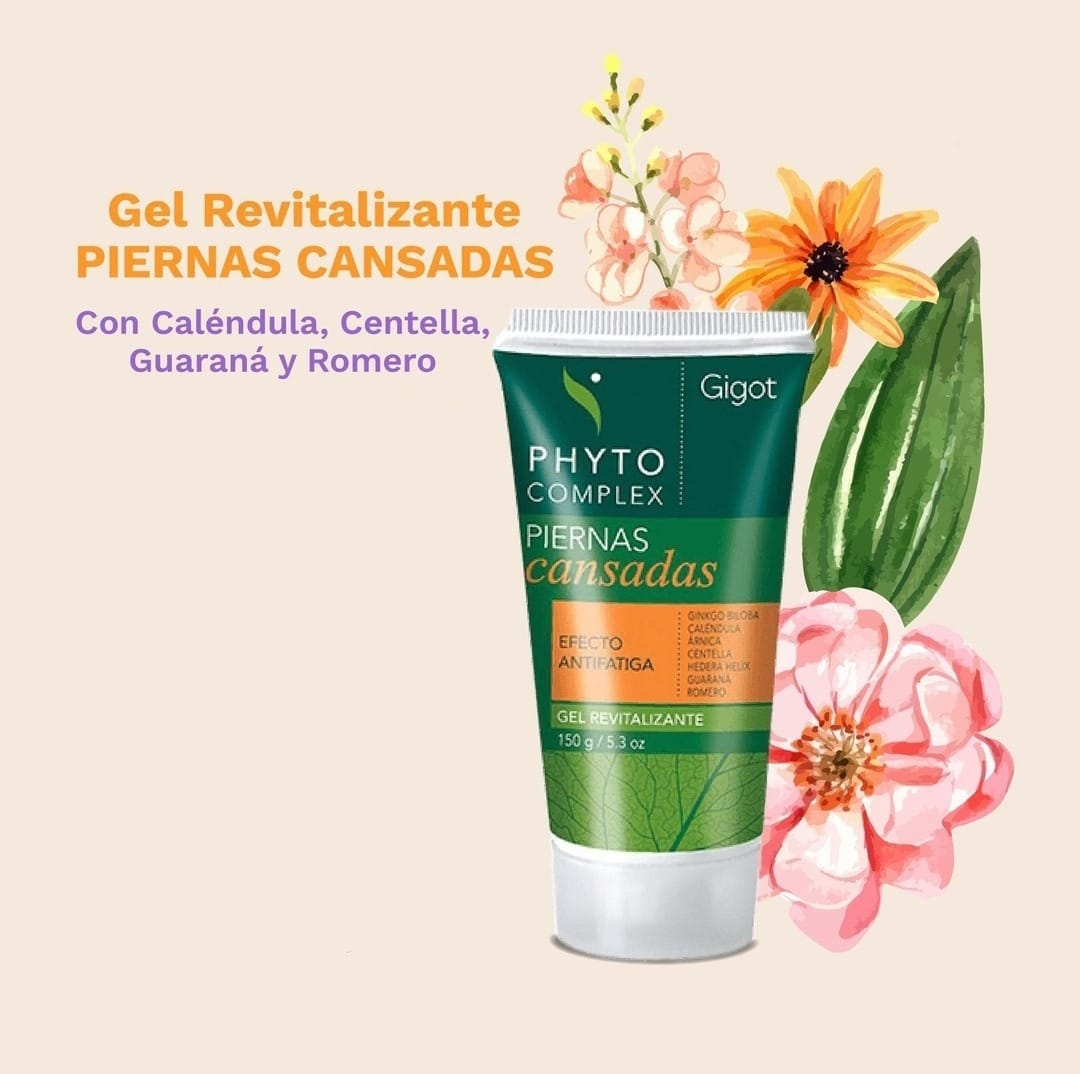 Gel Revitalizante
PIERNAS CANSADAS
Con Caléndula, Centella,
Guaraná y Romero
Gigot
PHYTO
COMPLEX
PIERNAS
cansadas
EFECTO
ANTIFATIGA
GINKGO BILOBA
CALÉNDULA
ÁRNICA
CENTELLA
HEDERA HELIX
GUARANÁ
ROMERO
GEL REVITALIZANTE
150 g / 5.3 oz